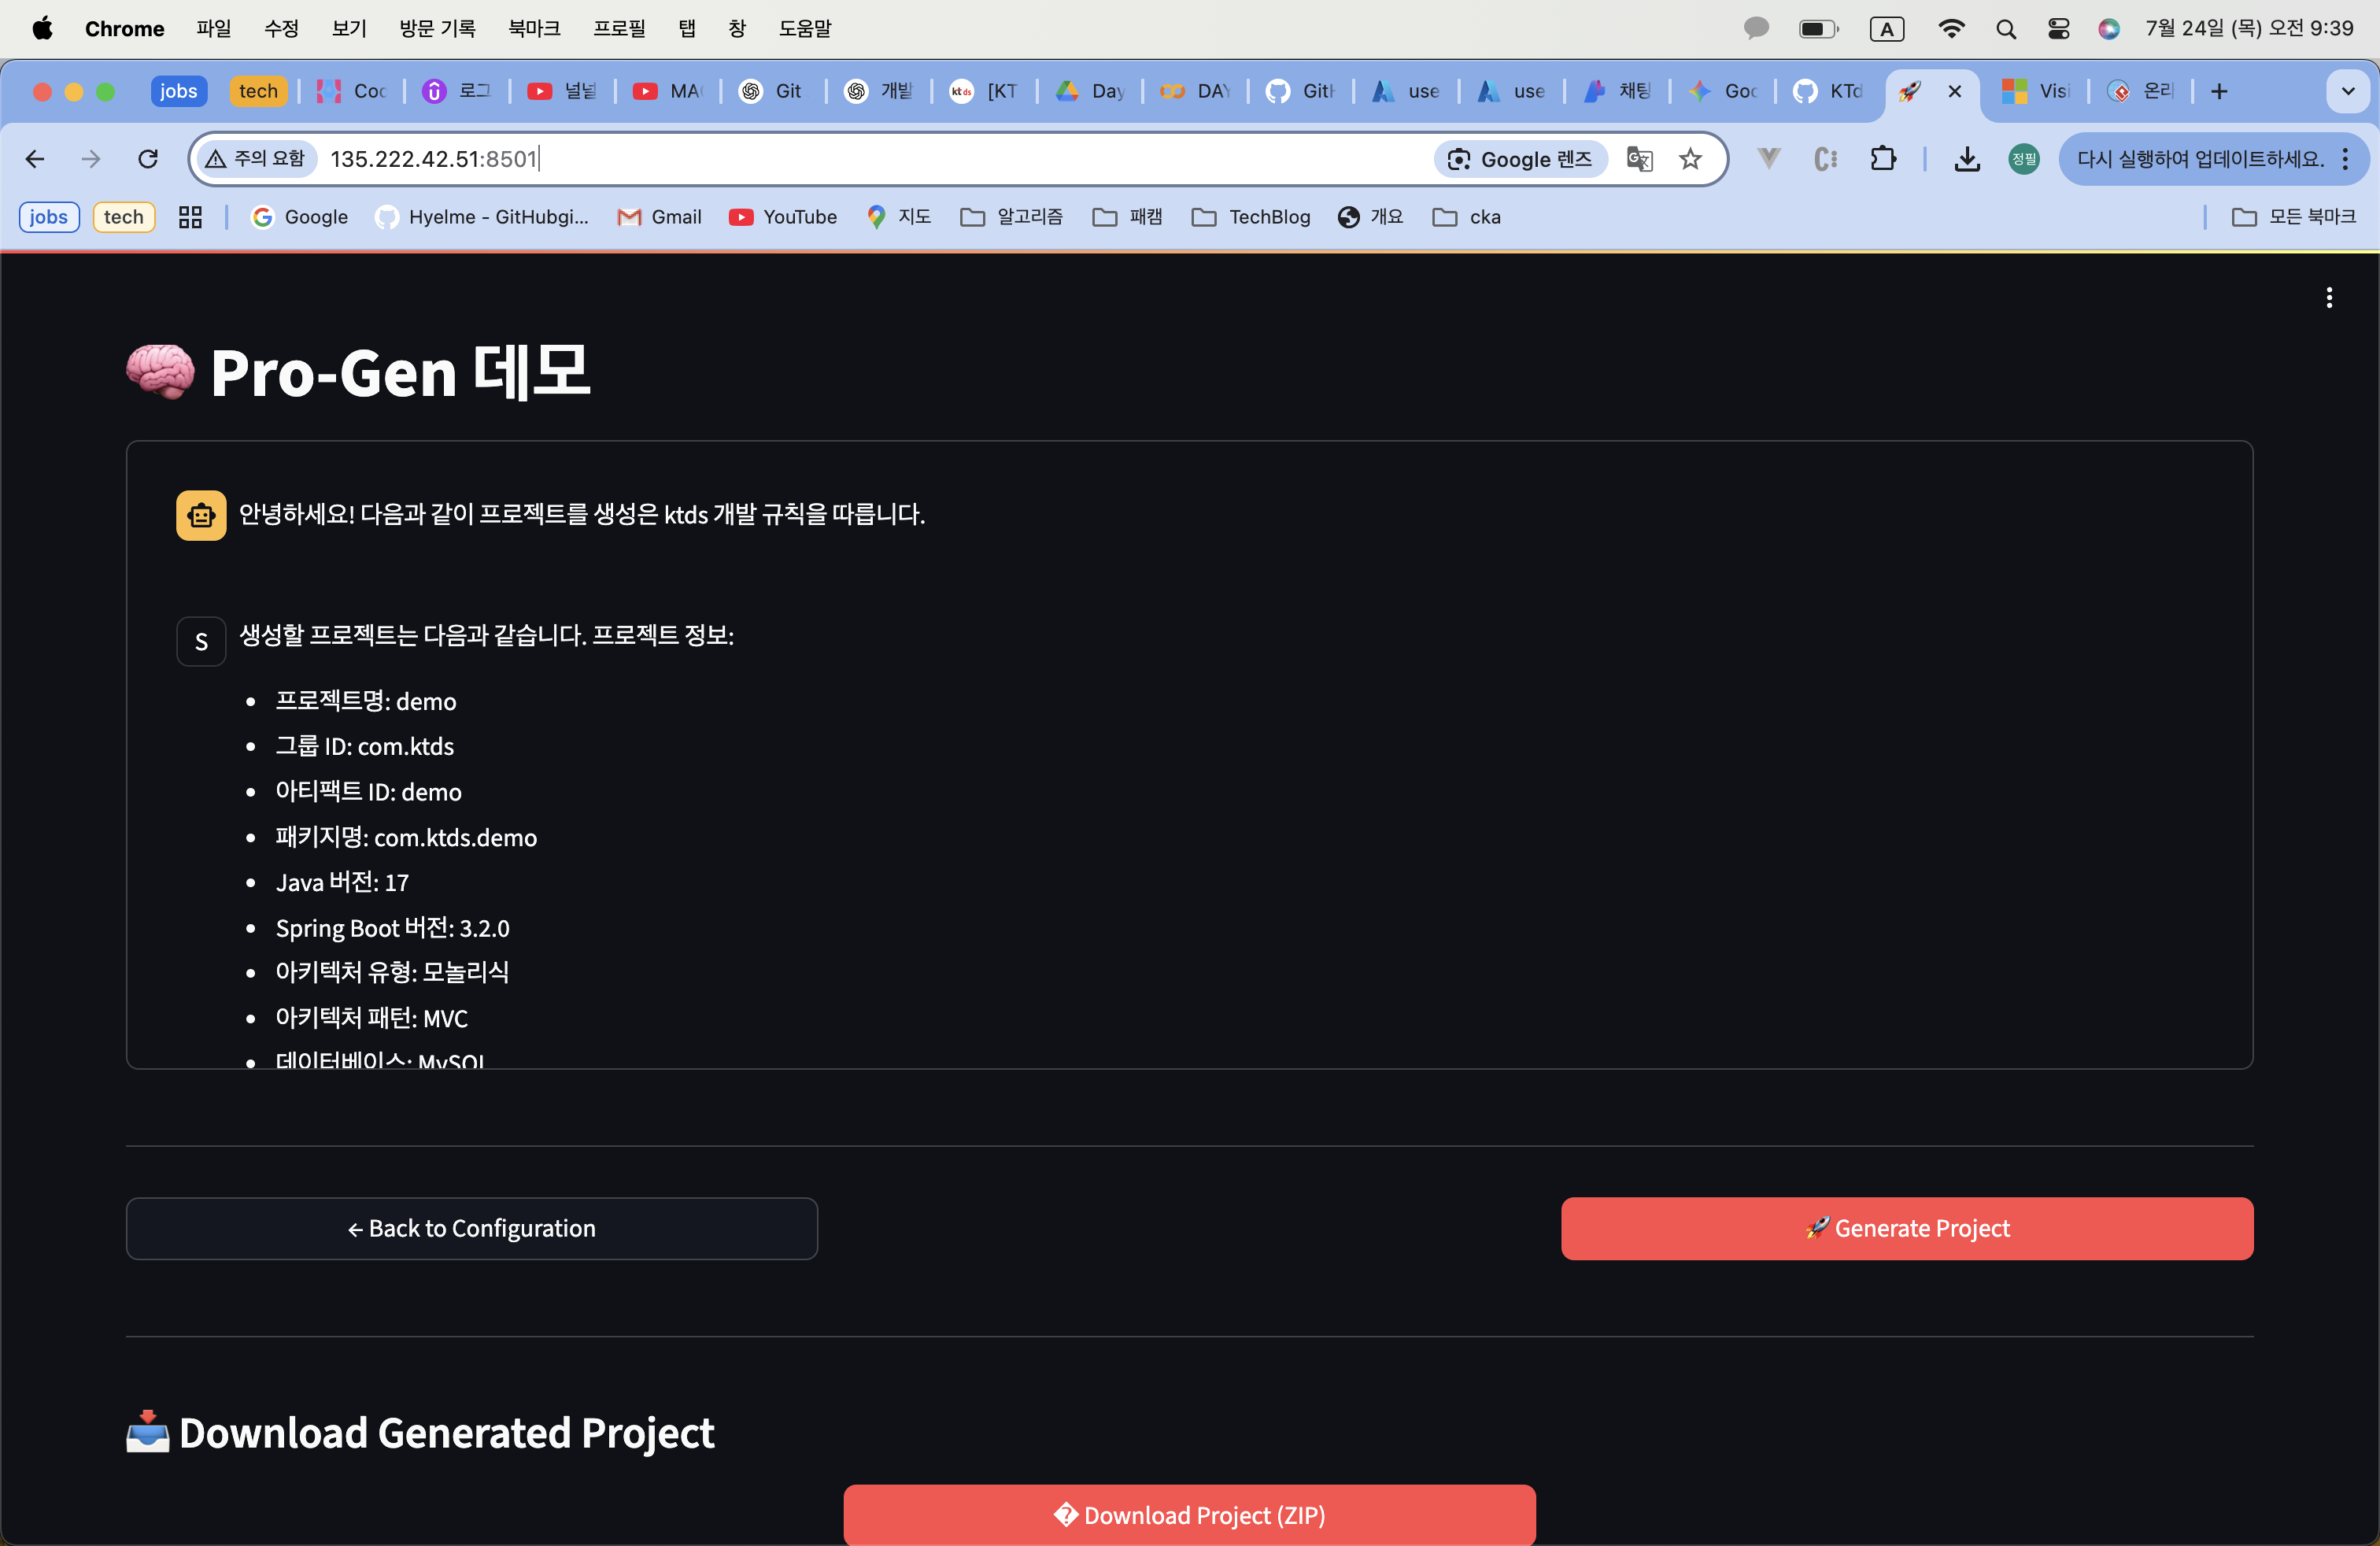 Chrome 파일 수정 보기 방문 기록 북마크 프로필 탭 창 도움말
A 7월 24일 (목) 오전 9:39
jobs tech Coc 로그 널널 MA Git 개발 [KT Day DAY GitH use use 채팅 Goo KTd Visi 온라
주의 요함 135.222.42.51:8501 Google 렌즈 정필 다시 실행하여 업데이트하세요.
jobs tech Google Hyelme - GitHubgi... Gmail YouTube 지도 알고리즘 패캠 TechBlog 개요 cka 모든 북마크
Pro-Gen 데모
안녕하세요! 다음과 같이 프로젝트를 생성은 ktds 개발 규칙을 따릅니다.
S 생성할 프로젝트는 다음과 같습니다. 프로젝트 정보:
• 프로젝트명: demo
• 그룹 ID: com.ktds
• 아티팩트 ID: demo
• 패키지명: com.ktds.demo
• Java 버전: 17
• Spring Boot 버전: 3.2.0
• 아키텍처 유형: 모놀리식
• 아키텍처 패턴: MVC
• 데이터베이스: MySQL
← Back to Configuration
🚀 Generate Project
Download Generated Project
� Download Project (ZIP)